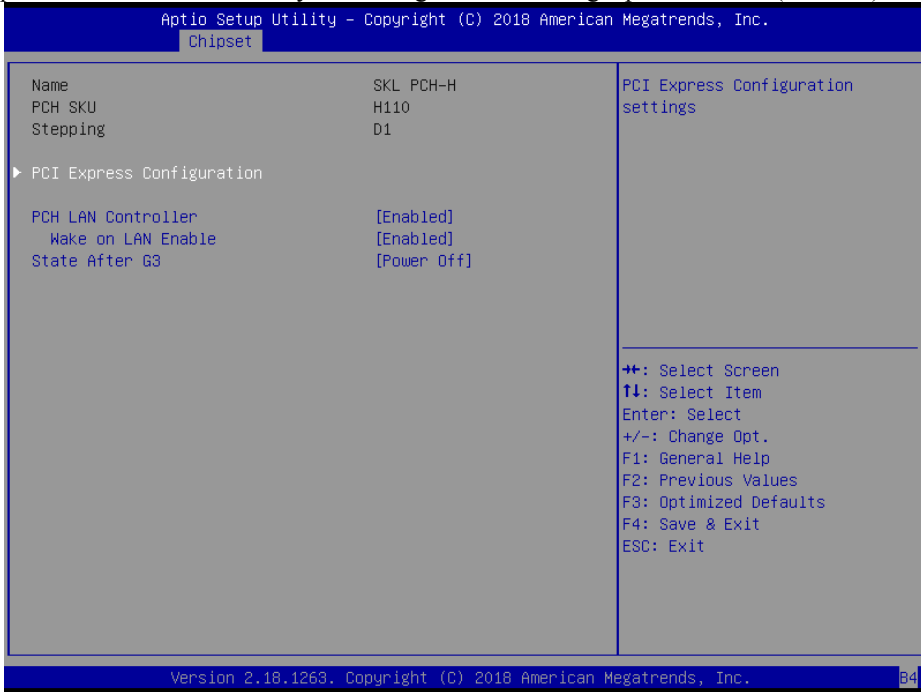 Aptio Setup Utility – Copyright (C) 2018 American Megatrends, Inc.
Chipset
Name SKL PCH-H
PCH SKU H110
Stepping D1
PCI Express Configuration
PCH LAN Controller [Enabled]
Wake on LAN Enable [Enabled]
State After G3 [Power Off]
PCI Express Configuration
settings
→←: Select Screen
↑↓: Select Item
Enter: Select
+/-: Change Opt.
F1: General Help
F2: Previous Values
F3: Optimized Defaults
F4: Save & Exit
ESC: Exit
Version 2.18.1263. Copyright (C) 2018 American Megatrends, Inc.
B4